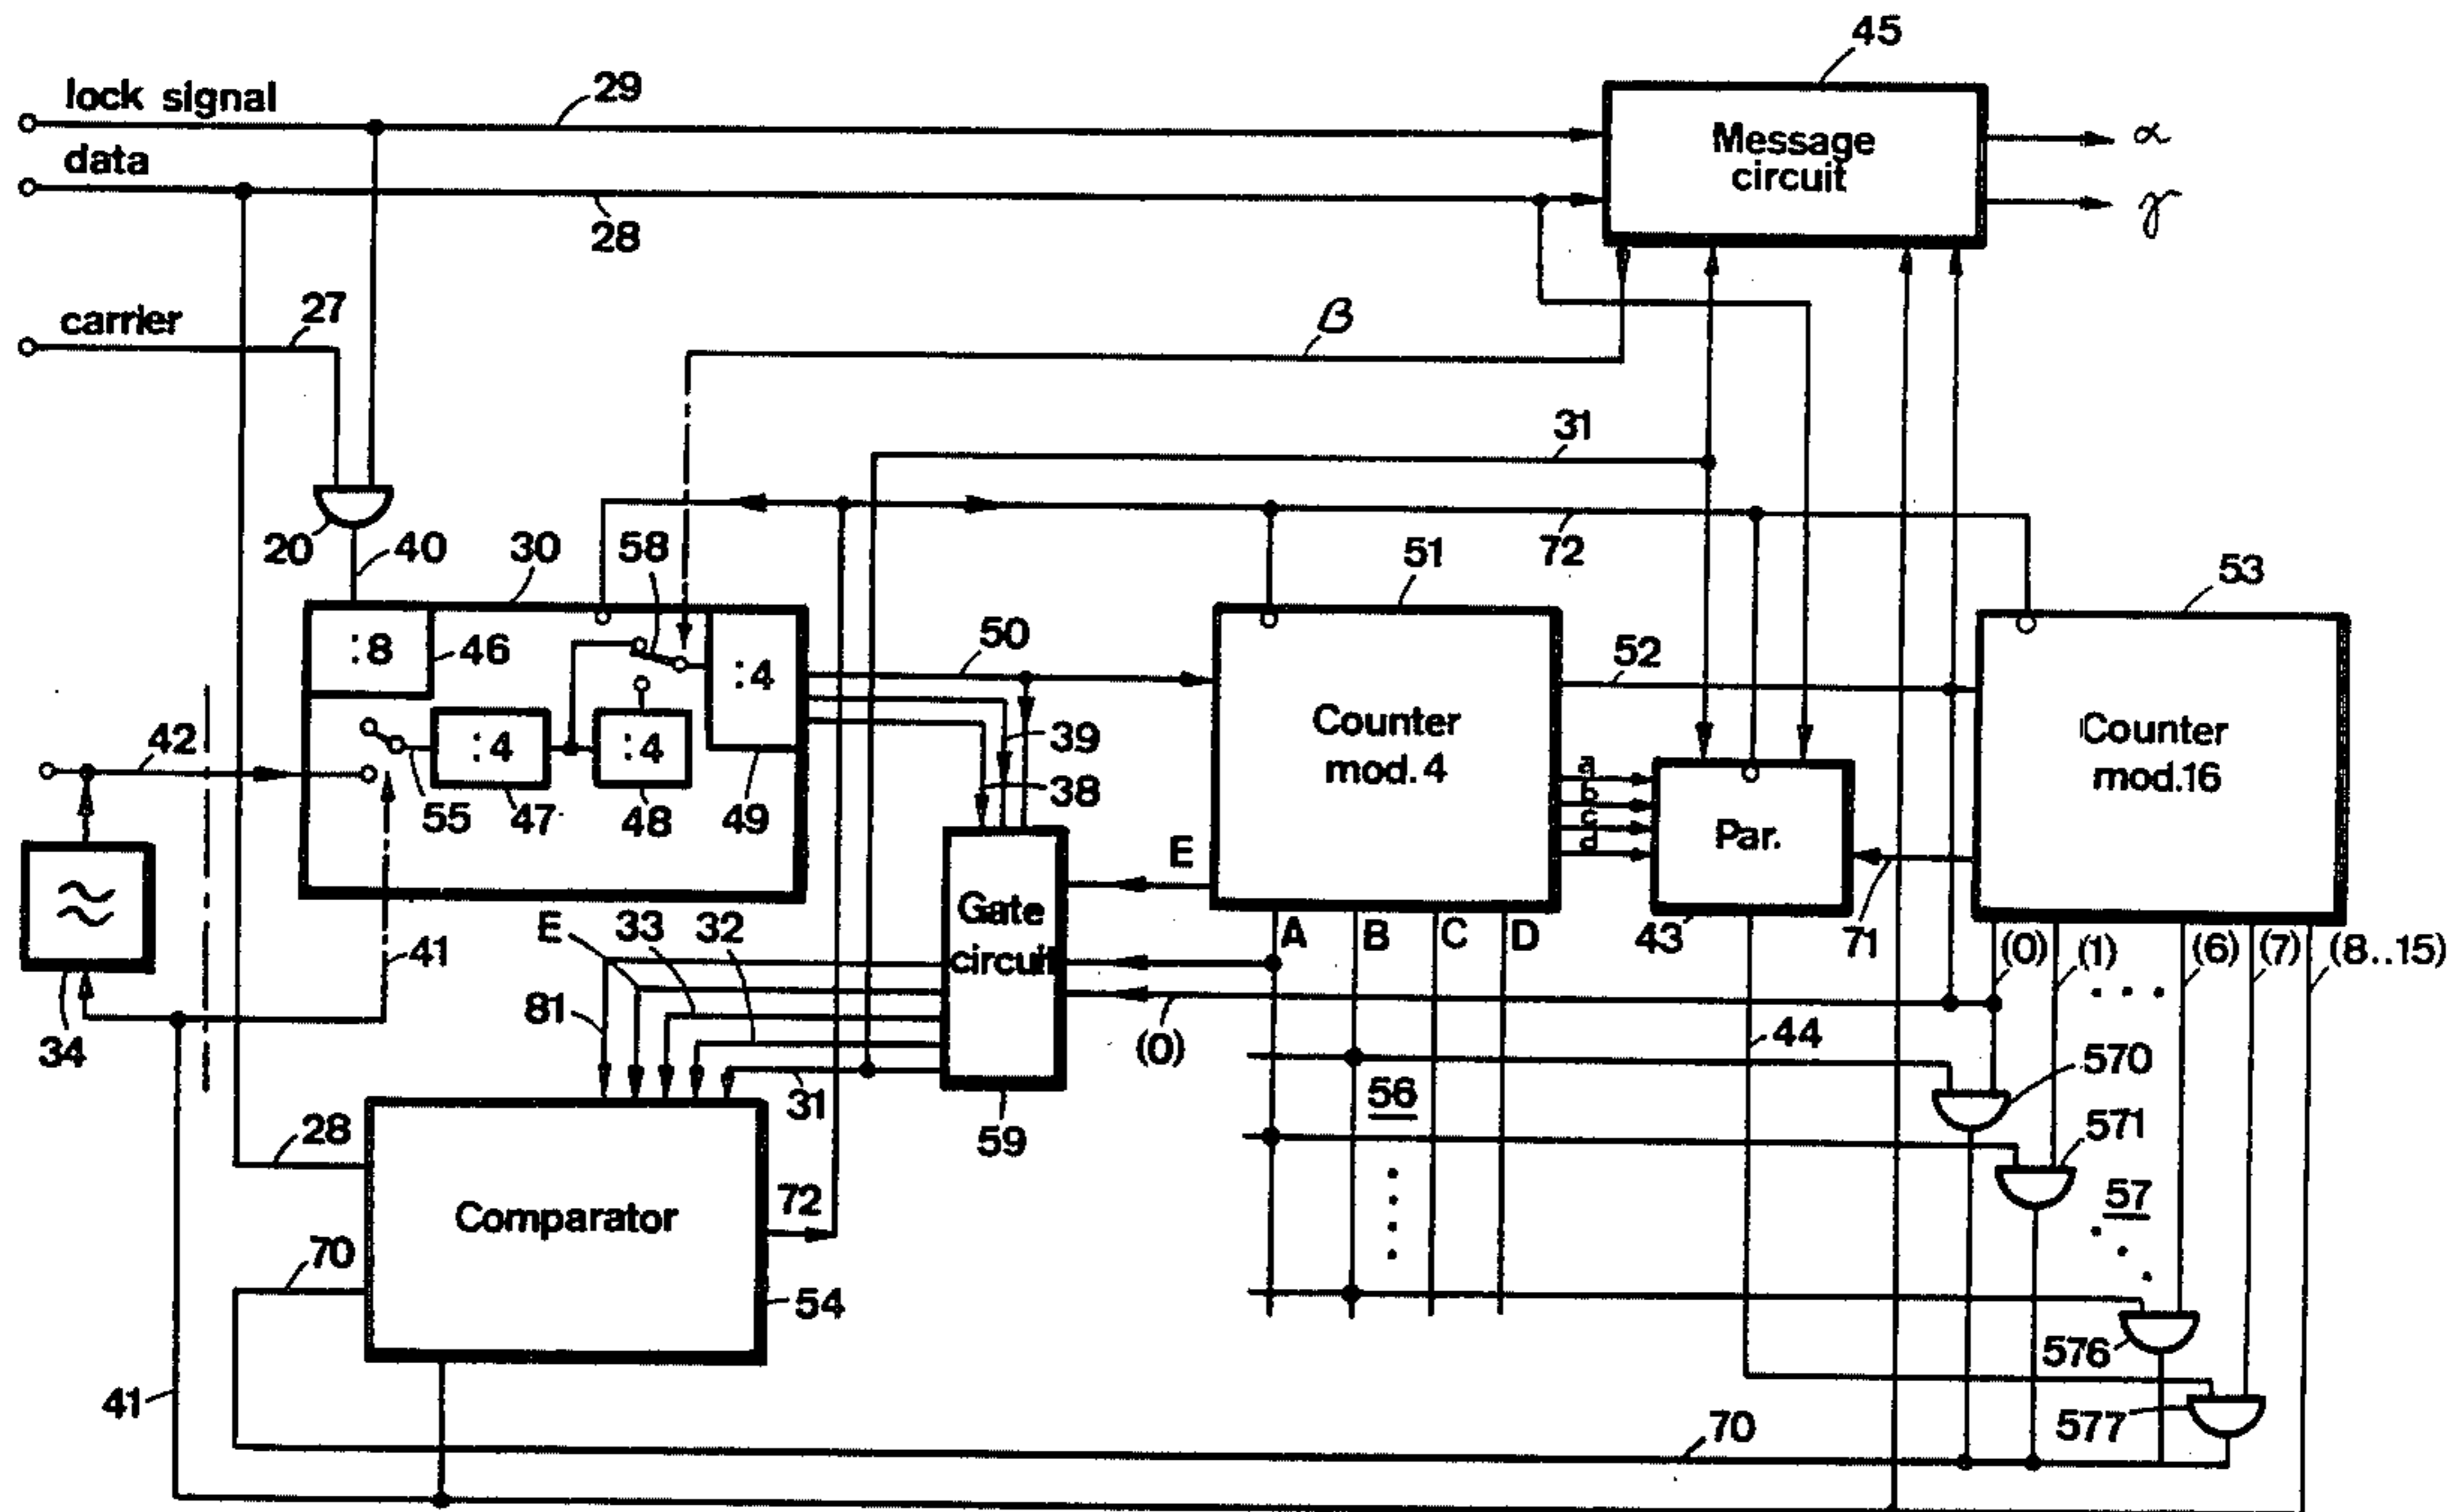 45
lock signal
29
Message
circuit
α
data
28
γ
carrier
27
β
31
20
40
30
58
72
51
53
:8
46
:4
50
52
Counter
mod. 4
Counter
mod.16
42
:4
:4
39
38
55
47
48
49
a
b
c
d
Par.
E
Gate
circuit
≈
34
41
E
33
32
81
A
B
C
D
43
71
(0)
(1)
(6)
(7)
(8..15)
(0)
44
570
56
31
59
571
28
Comparator
72
57
70
54
576
41
577
70